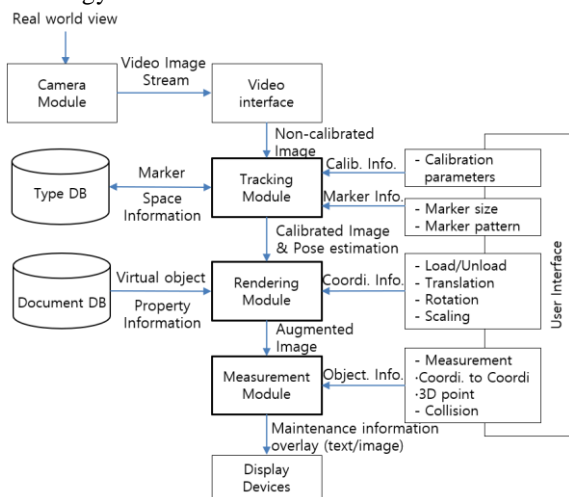 Real world view
Camera
Module
Video Image
Stream
Video
interface
Non-calibrated
Image
Type DB
Marker
Space
Information
Tracking
Module
Calib. Info.
- Calibration
parameters
Marker Info.
- Marker size
- Marker pattern
Calibrated Image
& Pose estimation
Document DB
Virtual object
Property
Information
Rendering
Module
Coordi. Info.
- Load/Unload
- Translation
- Rotation
- Scaling
User Interface
Augmented
Image
Measurement
Module
Object. Info.
- Measurement
·Coordi. to Coordi
·3D point
- Collision
Maintenance information
overlay (text/image)
Display
Devices